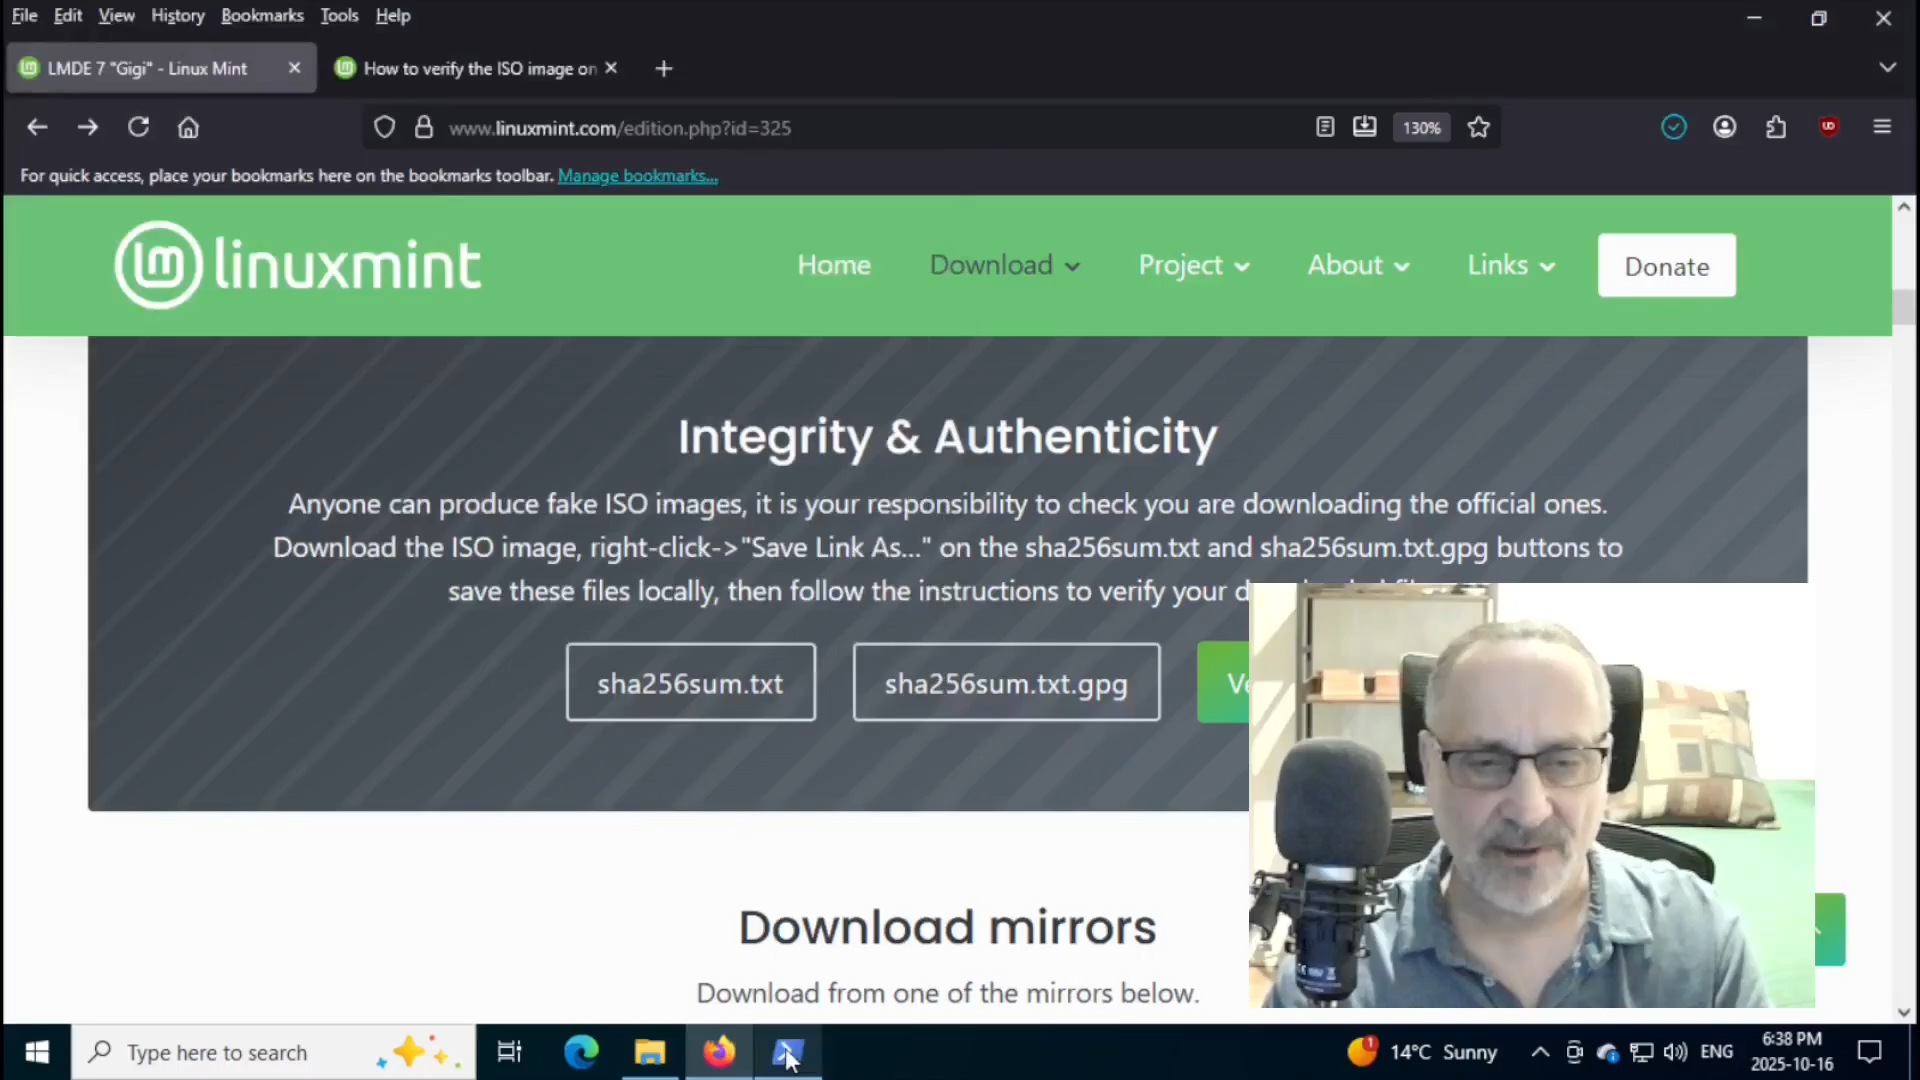 File Edit View History Bookmarks Tools Help
LMDE 7 "Gigi" - Linux Mint
How to verify the ISO image on
www.linuxmint.com/edition.php?id=325
130%
For quick access, place your bookmarks here on the bookmarks toolbar. Manage bookmarks...
linuxmint
Home Download Project About Links Donate
Integrity & Authenticity
Anyone can produce fake ISO images, it is your responsibility to check you are downloading the official ones.
Download the ISO image, right-click->"Save Link As..." on the sha256sum.txt and sha256sum.txt.gpg buttons to
save these files locally, then follow the instructions to verify your
sha256sum.txt
sha256sum.txt.gpg
Download mirrors
Download from one of the mirrors below.
Type here to search
1
14°C Sunny
ENG
6:38 PM
2025-10-16